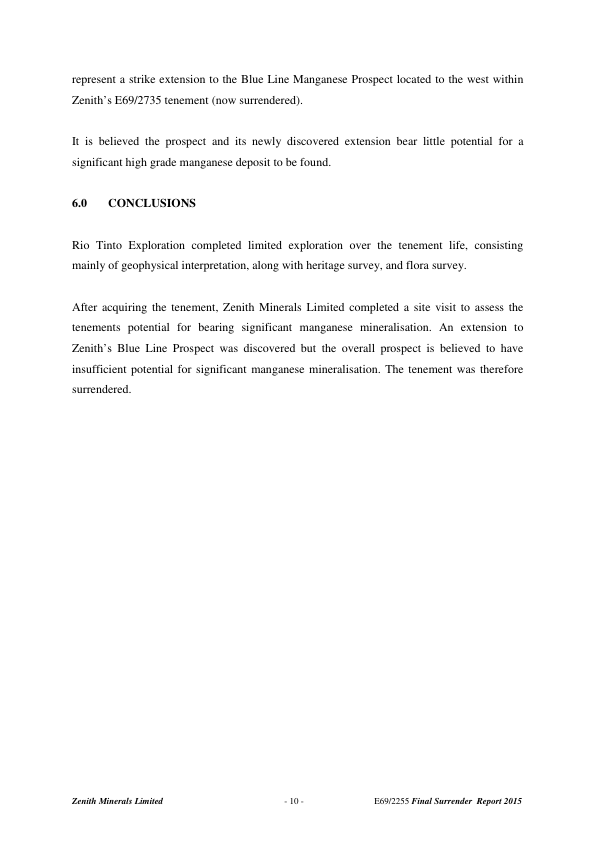 represent a strike extension to the Blue Line Manganese Prospect located to the west within
Zenith's E69/2735 tenement (now surrendered).
It is believed the prospect and its newly discovered extension bear little potential for a
significant high grade manganese deposit to be found.
6.0 CONCLUSIONS
Rio Tinto Exploration completed limited exploration over the tenement life, consisting
mainly of geophysical interpretation, along with heritage survey, and flora survey.
After acquiring the tenement, Zenith Minerals Limited completed a site visit to assess the
tenements potential for bearing significant manganese mineralisation. An extension to
Zenith's Blue Line Prospect was discovered but the overall prospect is believed to have
insufficient potential for significant manganese mineralisation. The tenement was therefore
surrendered.
Zenith Minerals Limited - 10 - E69/2255 Final Surrender Report 2015